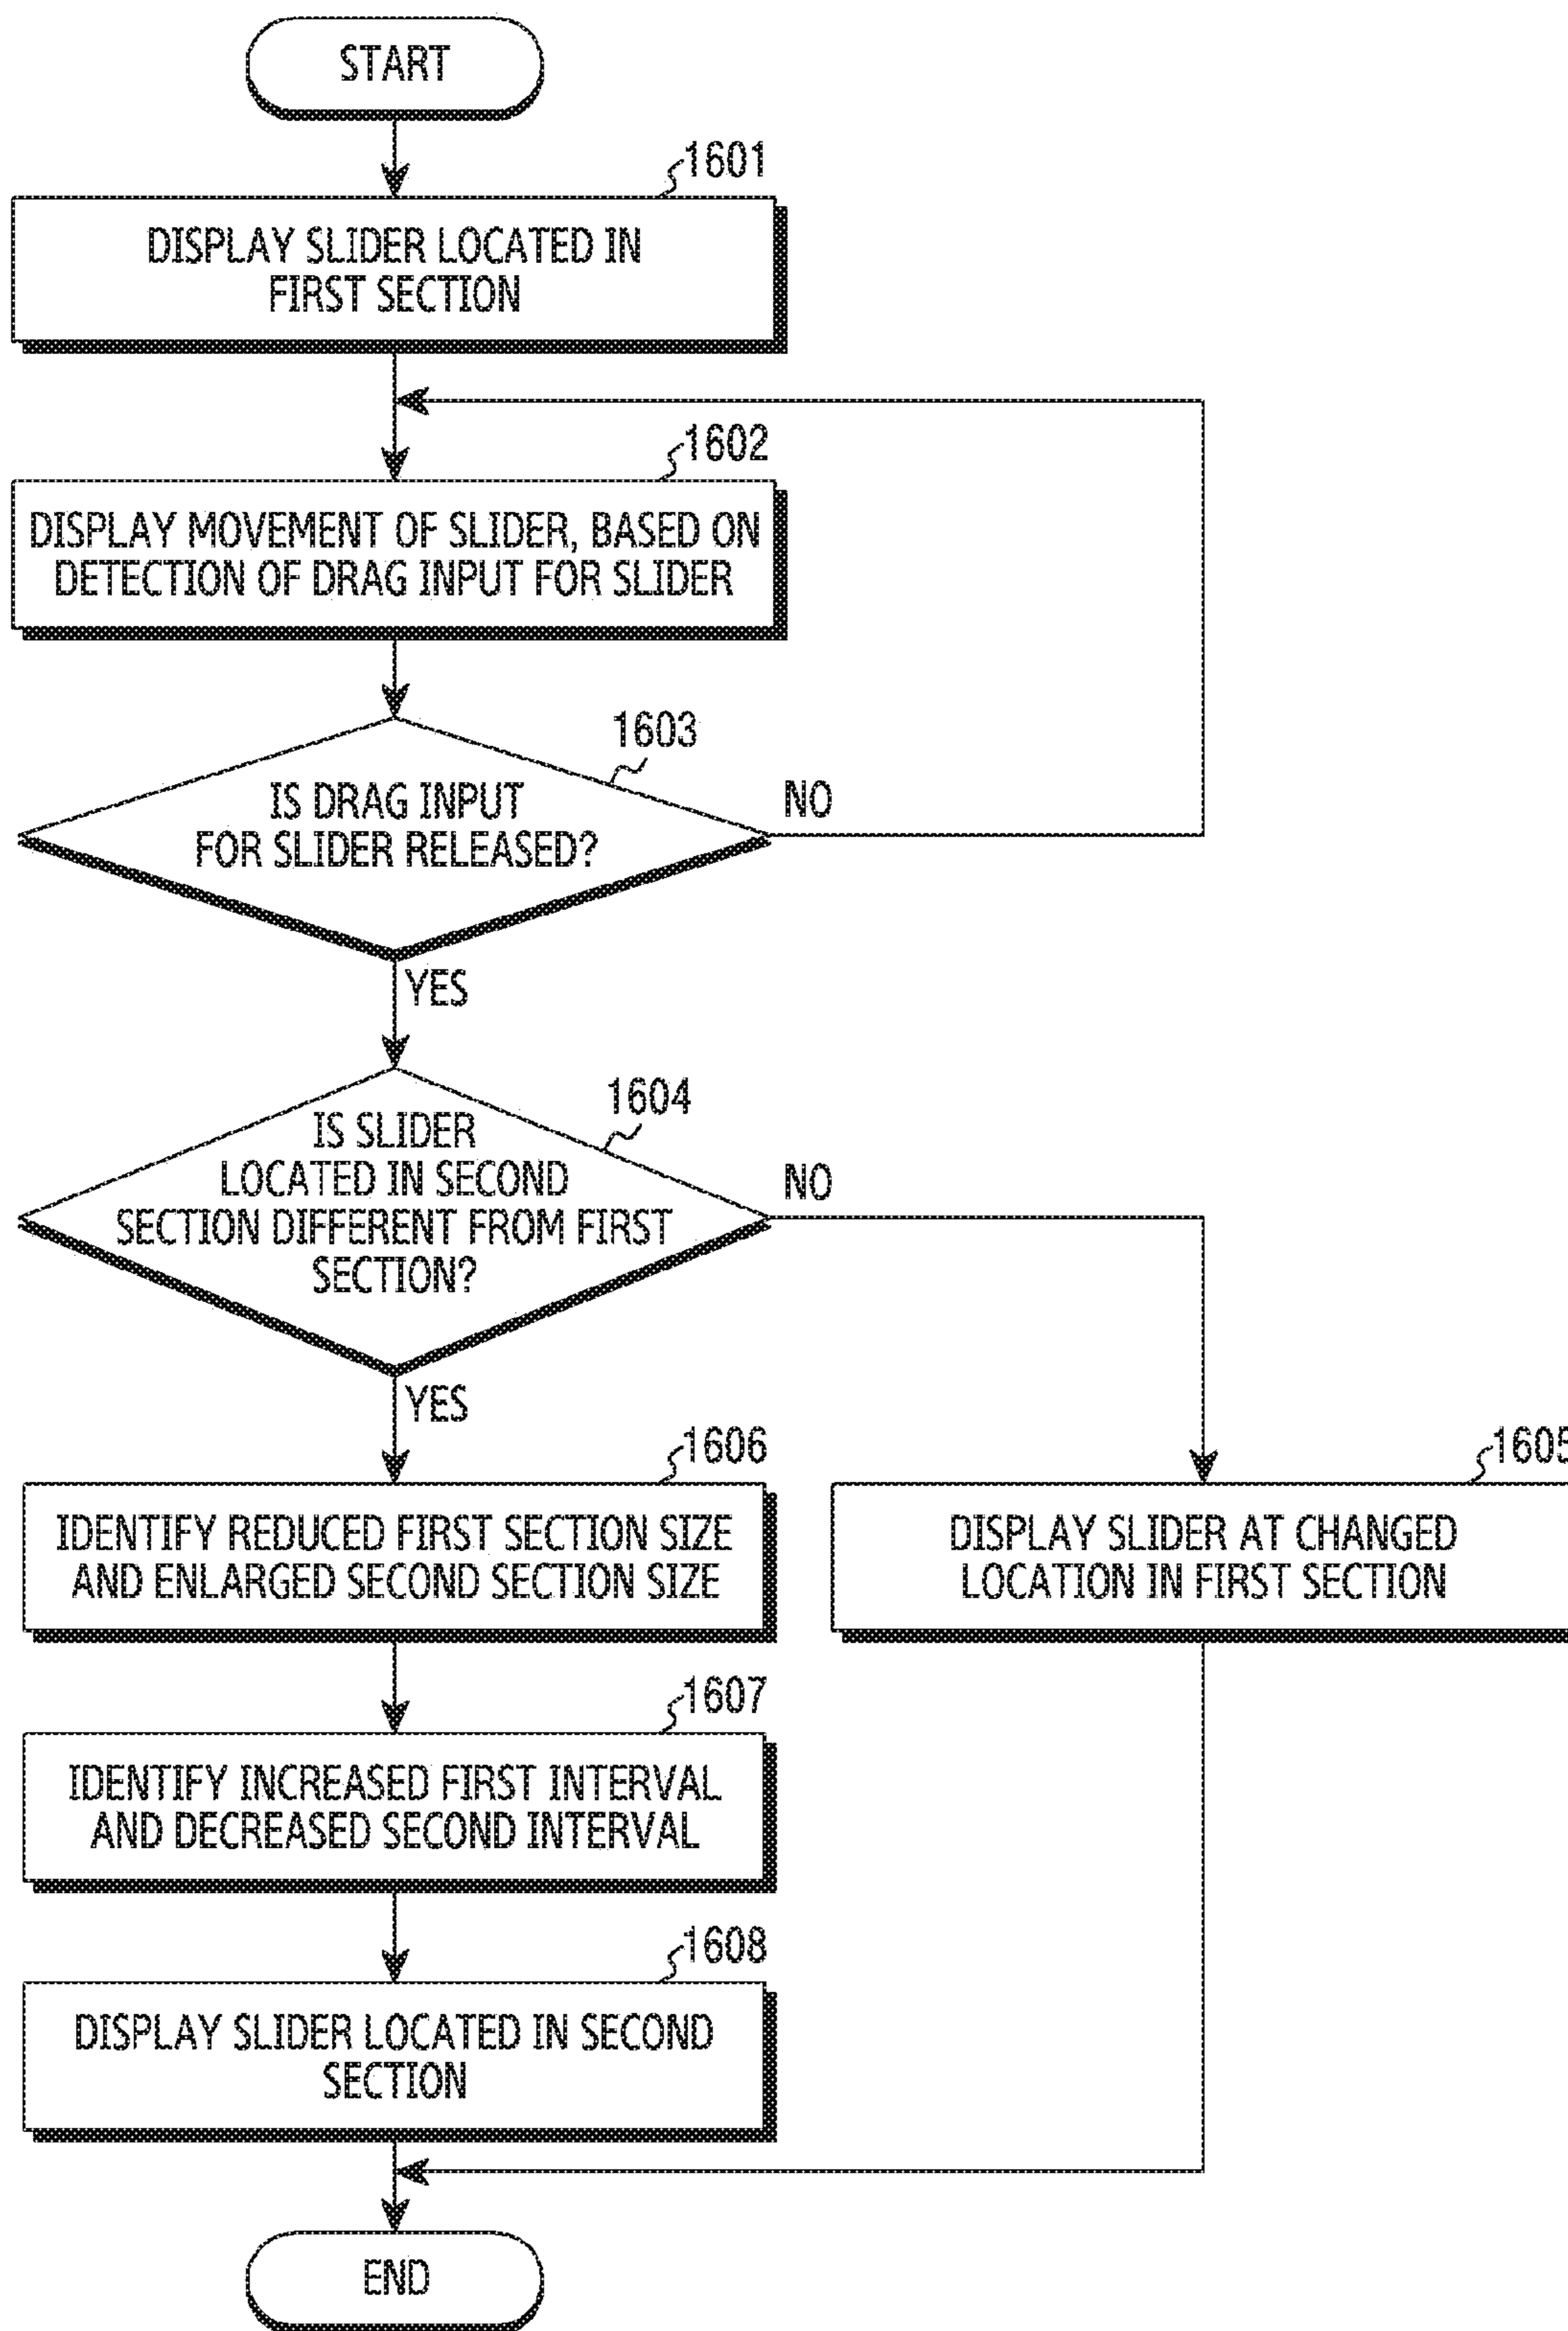 START
1601
DISPLAY SLIDER LOCATED IN
FIRST SECTION
1602
DISPLAY MOVEMENT OF SLIDER, BASED ON
DETECTION OF DRAG INPUT FOR SLIDER
1603
IS DRAG INPUT
FOR SLIDER RELEASED?
NO
YES
1604
IS SLIDER
LOCATED IN SECOND
SECTION DIFFERENT FROM FIRST
SECTION?
NO
YES
1606
IDENTIFY REDUCED FIRST SECTION SIZE
AND ENLARGED SECOND SECTION SIZE
1605
DISPLAY SLIDER AT CHANGED
LOCATION IN FIRST SECTION
1607
IDENTIFY INCREASED FIRST INTERVAL
AND DECREASED SECOND INTERVAL
1608
DISPLAY SLIDER LOCATED IN SECOND
SECTION
END